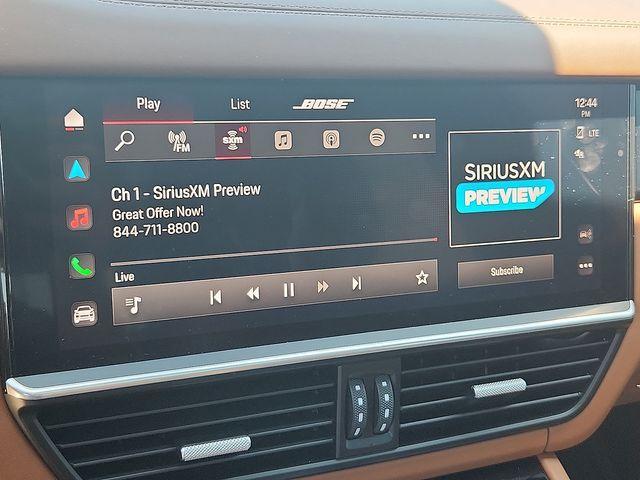 Play
List
BOSE
12:44
PM
LTE
FM
sxm
SIRIUSXM
PREVIEW
Ch 1 - SiriusXM Preview
Great Offer Now!
844-711-8800
Live
Subscribe